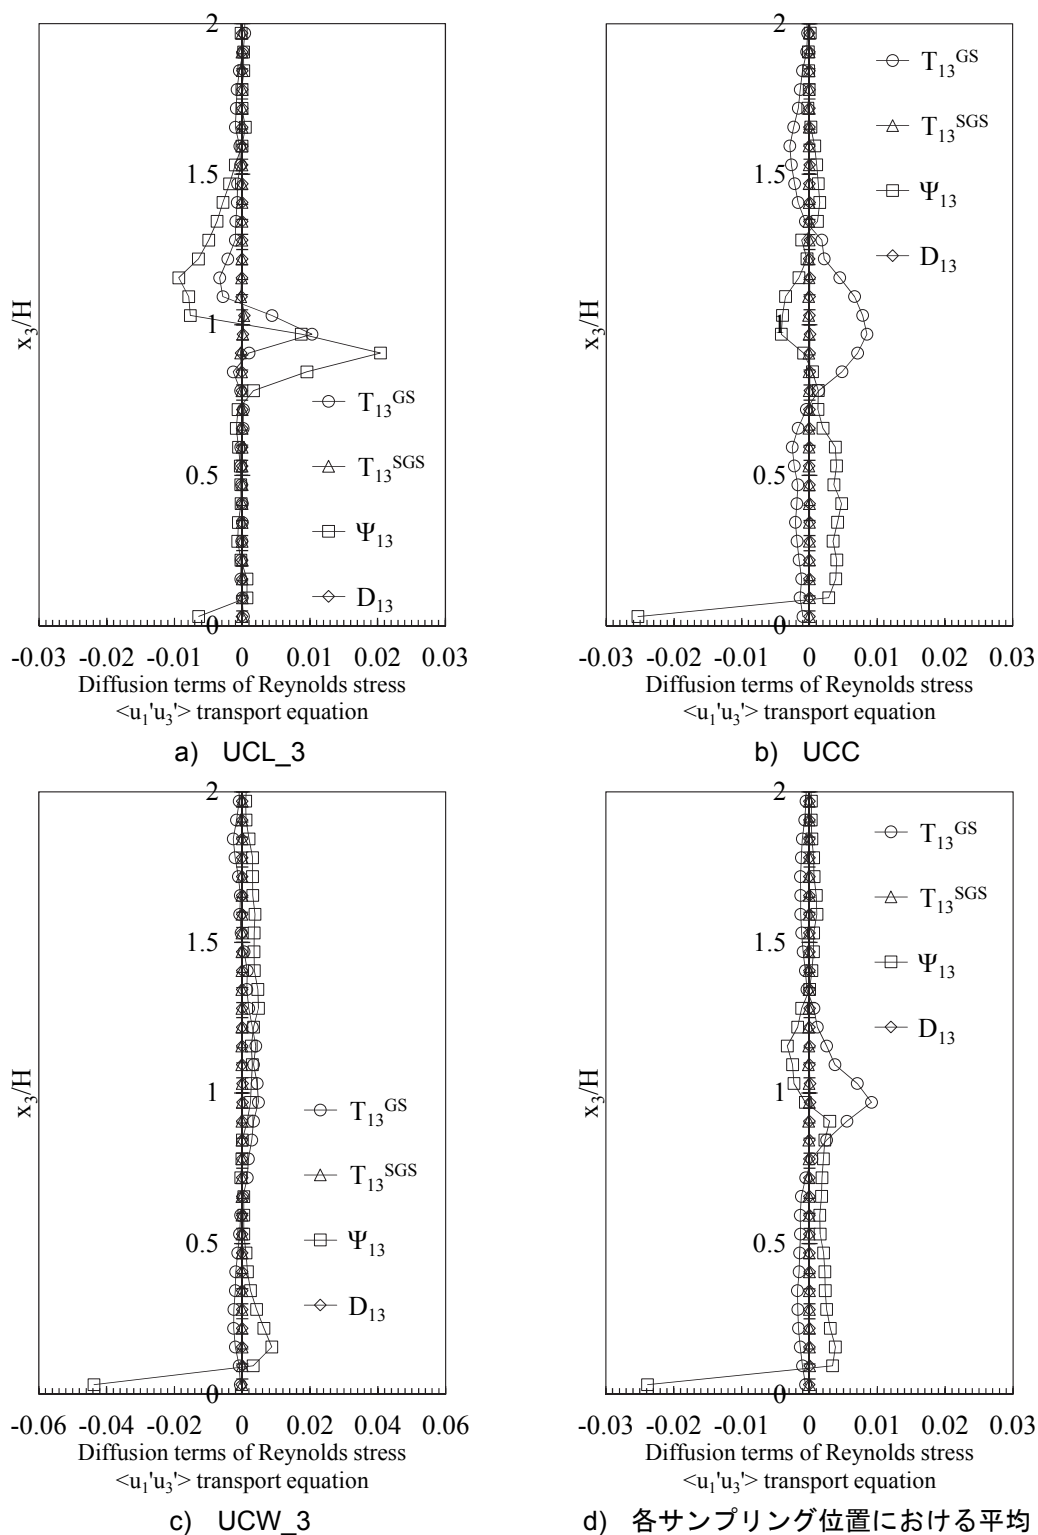 2
1.5
1
0.5
0
x₃/H
T₁₃ᴳˢ
T₁₃ˢᴳˢ
Ψ₁₃
D₁₃
-0.03 -0.02 -0.01 0 0.01 0.02 0.03
Diffusion terms of Reynolds stress
<u₁'u₃'> transport equation
a) UCL_3
2
1.5
1
0.5
0
x₃/H
T₁₃ᴳˢ
T₁₃ˢᴳˢ
Ψ₁₃
D₁₃
-0.03 -0.02 -0.01 0 0.01 0.02 0.03
Diffusion terms of Reynolds stress
<u₁'u₃'> transport equation
b) UCC
2
1.5
1
0.5
0
x₃/H
T₁₃ᴳˢ
T₁₃ˢᴳˢ
Ψ₁₃
D₁₃
-0.06 -0.04 -0.02 0 0.02 0.04 0.06
Diffusion terms of Reynolds stress
<u₁'u₃'> transport equation
c) UCW_3
2
1.5
1
0.5
0
x₃/H
T₁₃ᴳˢ
T₁₃ˢᴳˢ
Ψ₁₃
D₁₃
-0.03 -0.02 -0.01 0 0.01 0.02 0.03
Diffusion terms of Reynolds stress
<u₁'u₃'> transport equation
d) 各サンプリング位置における平均